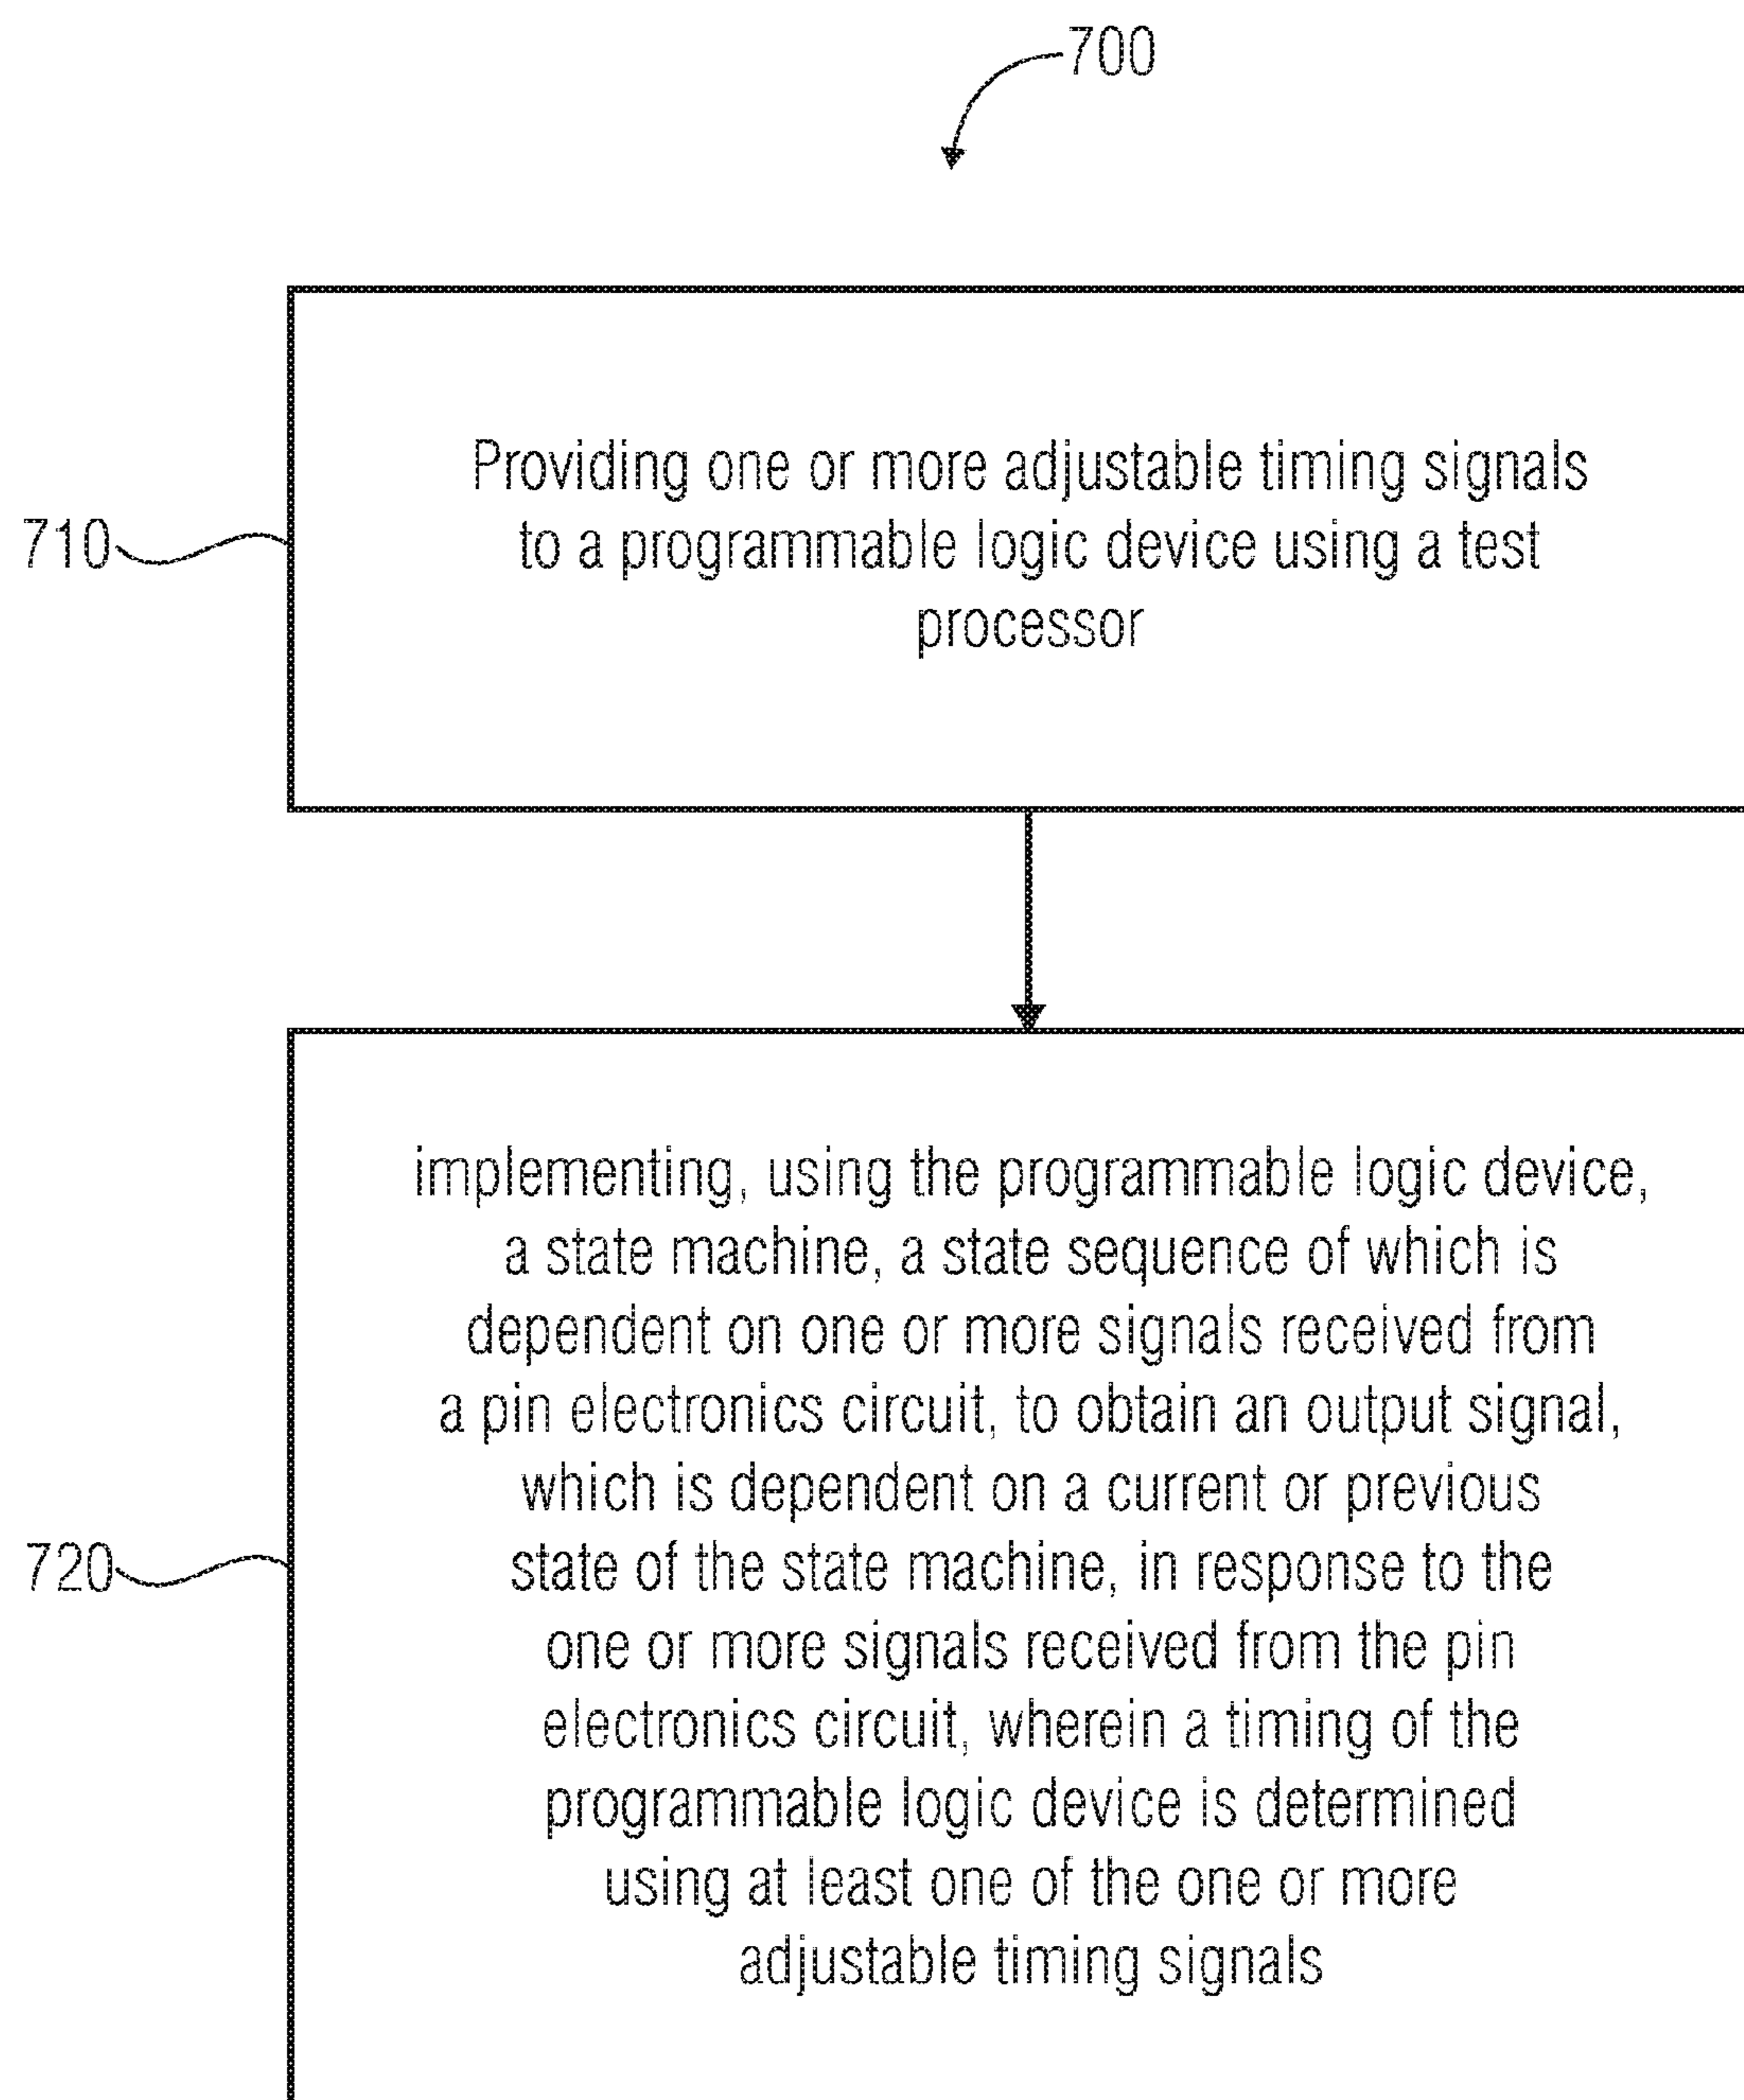 700
710
Providing one or more adjustable timing signals
to a programmable logic device using a test
processor
720
implementing, using the programmable logic device,
a state machine, a state sequence of which is
dependent on one or more signals received from
a pin electronics circuit, to obtain an output signal,
which is dependent on a current or previous
state of the state machine, in response to the
one or more signals received from the pin
electronics circuit, wherein a timing of the
programmable logic device is determined
using at least one of the one or more
adjustable timing signals